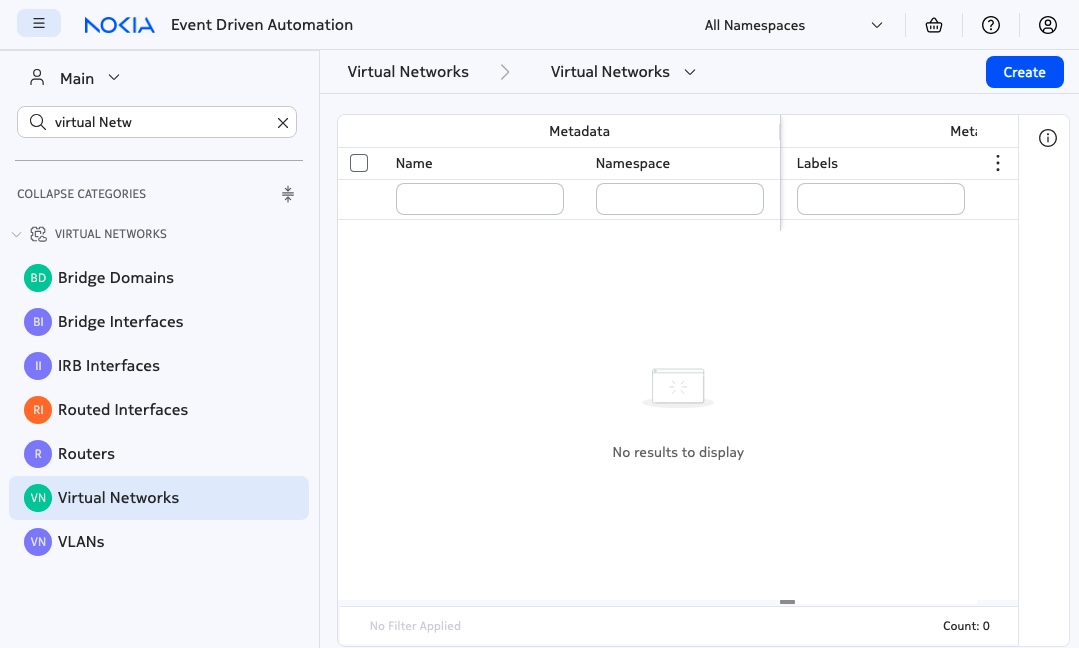 NOKIA Event Driven Automation All Namespaces
Main
virtual Netw
COLLAPSE CATEGORIES
VIRTUAL NETWORKS
BD Bridge Domains
BI Bridge Interfaces
II IRB Interfaces
RI Routed Interfaces
R Routers
VN Virtual Networks
VN VLANs
Virtual Networks Virtual Networks Create
Metadata Meta
Name Namespace Labels
No results to display
No Filter Applied Count: 0